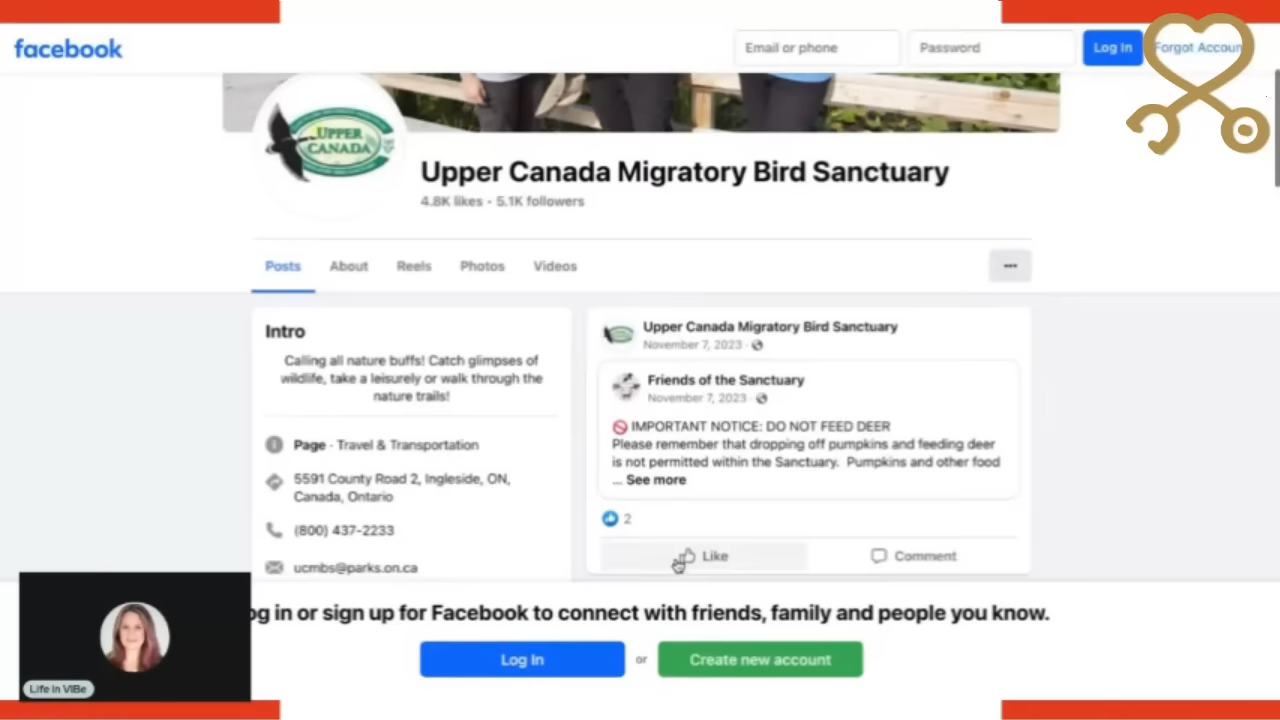 facebook
Email or phone
Password
Log In
Forgot Accoun
UPPER
CANADA
Upper Canada Migratory Bird Sanctuary
4.8K likes • 5.1K followers
Posts
About
Reels
Photos
Videos
Intro
Calling all nature buffs! Catch glimpses of
wildlife, take a leisurely or walk through the
nature trails!
Page · Travel & Transportation
5591 County Road 2, Ingleside, ON,
Canada, Ontario
(800) 437-2233
ucmbs@parks.on.ca
Upper Canada Migratory Bird Sanctuary
November 7, 2023 ·
Friends of the Sanctuary
November 7, 2023 ·
🚫 IMPORTANT NOTICE: DO NOT FEED DEER
Please remember that dropping off pumpkins and feeding deer
is not permitted within the Sanctuary. Pumpkins and other food
... See more
2
Like
Comment
og in or sign up for Facebook to connect with friends, family and people you know.
Log In
or
Create new account
Life in VIBe